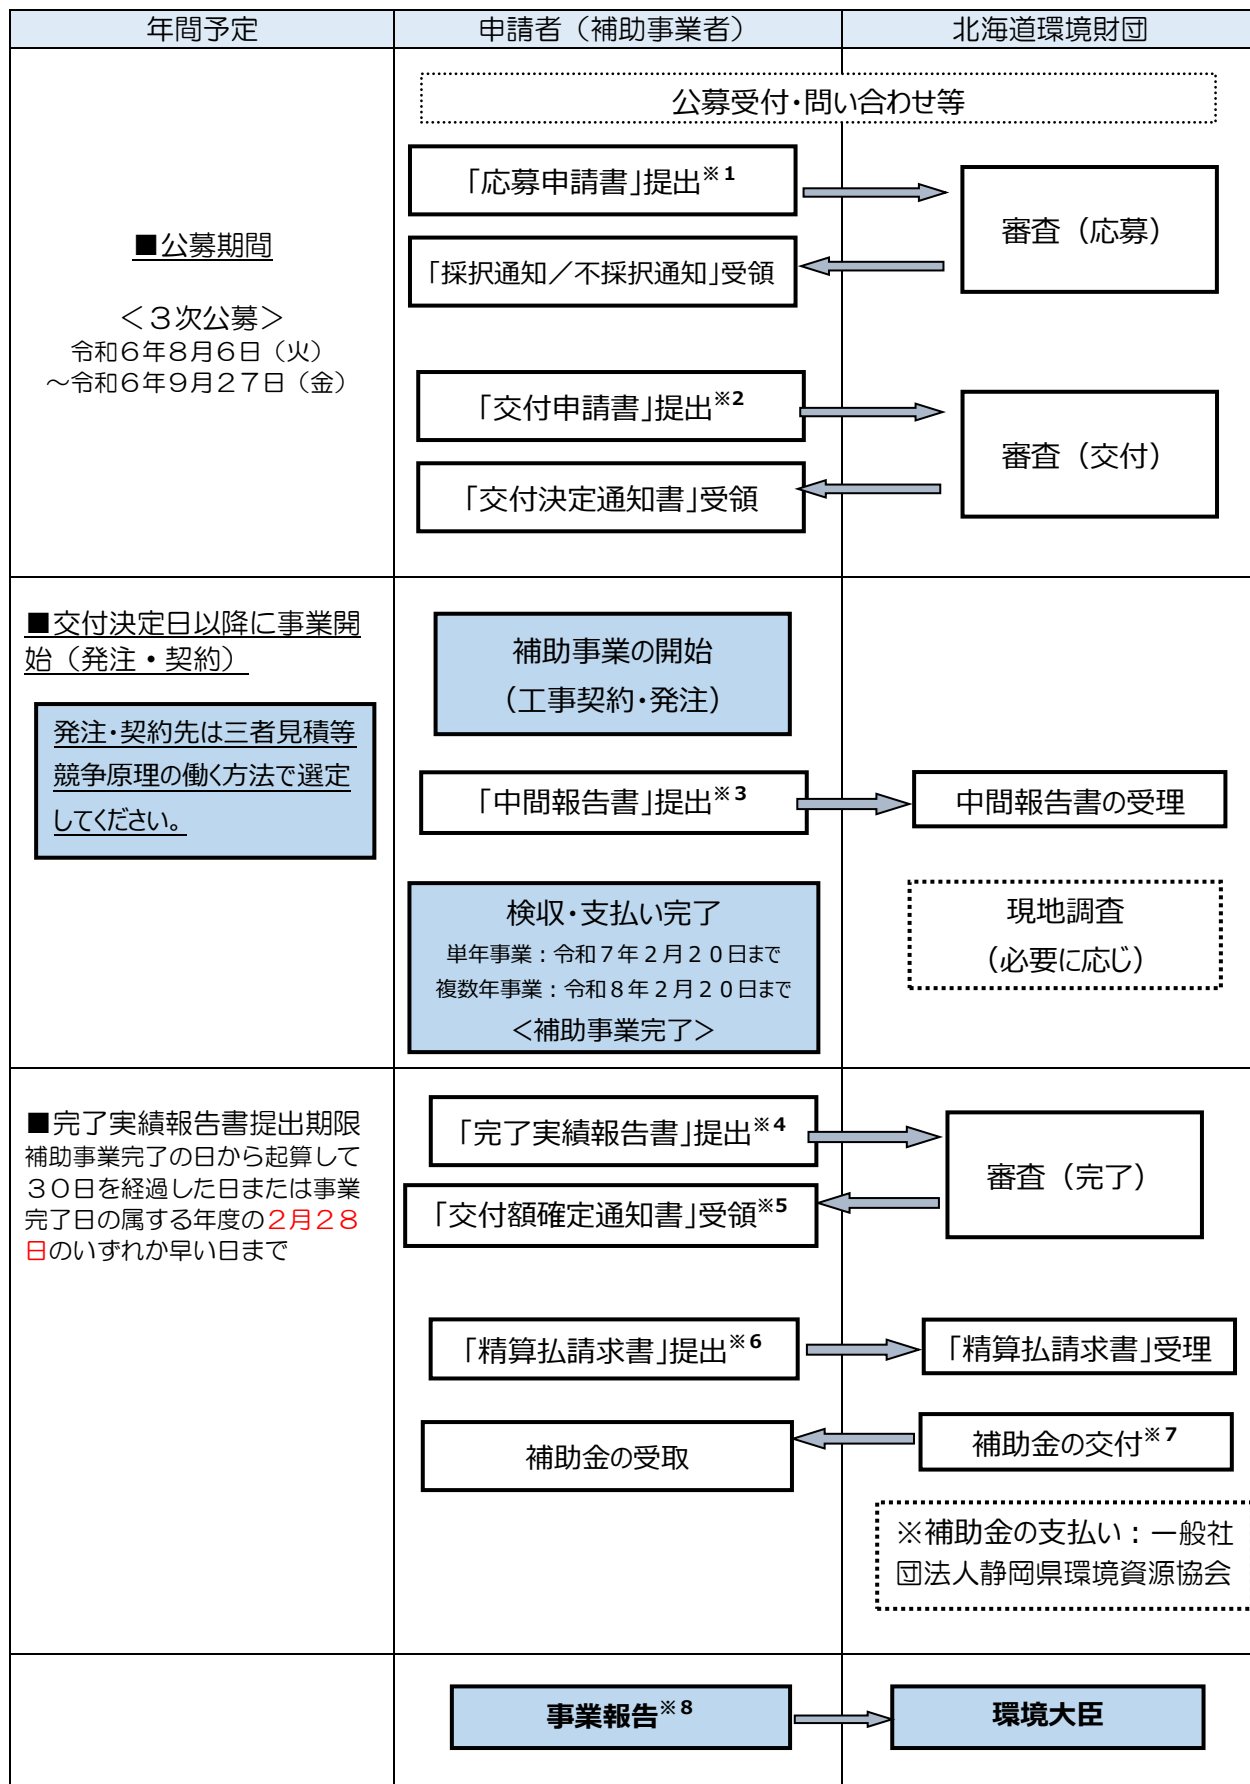 年間予定
申請者（補助事業者）
北海道環境財団
公募受付・問い合わせ等
■公募期間
＜３次公募＞
令和６年８月６日（火）
～令和６年９月２７日（金）
「応募申請書」提出※1
審査（応募）
「採択通知／不採択通知」受領
「交付申請書」提出※2
審査（交付）
「交付決定通知書」受領
■交付決定日以降に事業開
始（発注・契約）
発注・契約先は三者見積等
競争原理の働く方法で選定
してください。
補助事業の開始
（工事契約・発注）
「中間報告書」提出※3
中間報告書の受理
検収・支払い完了
単年事業：令和７年２月２０日まで
複数年事業：令和８年２月２０日まで
＜補助事業完了＞
現地調査
（必要に応じ）
■完了実績報告書提出期限
補助事業完了の日から起算して
３０日を経過した日または事業
完了日の属する年度の２月２８
日のいずれか早い日まで
「完了実績報告書」提出※4
審査（完了）
「交付額確定通知書」受領※5
「精算払請求書」提出※6
「精算払請求書」受理
補助金の受取
補助金の交付※7
※補助金の支払い：一般社
団法人静岡県環境資源協会
事業報告※8
環境大臣